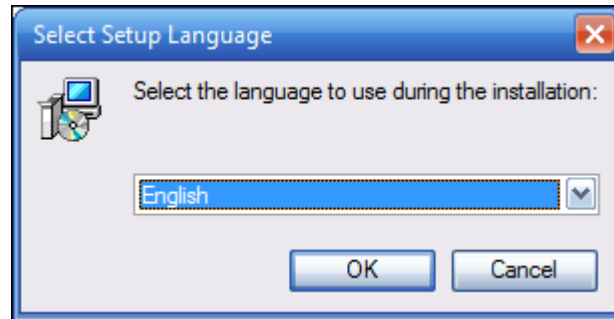 Select Setup Language
Select the language to use during the installation:
English
OK
Cancel